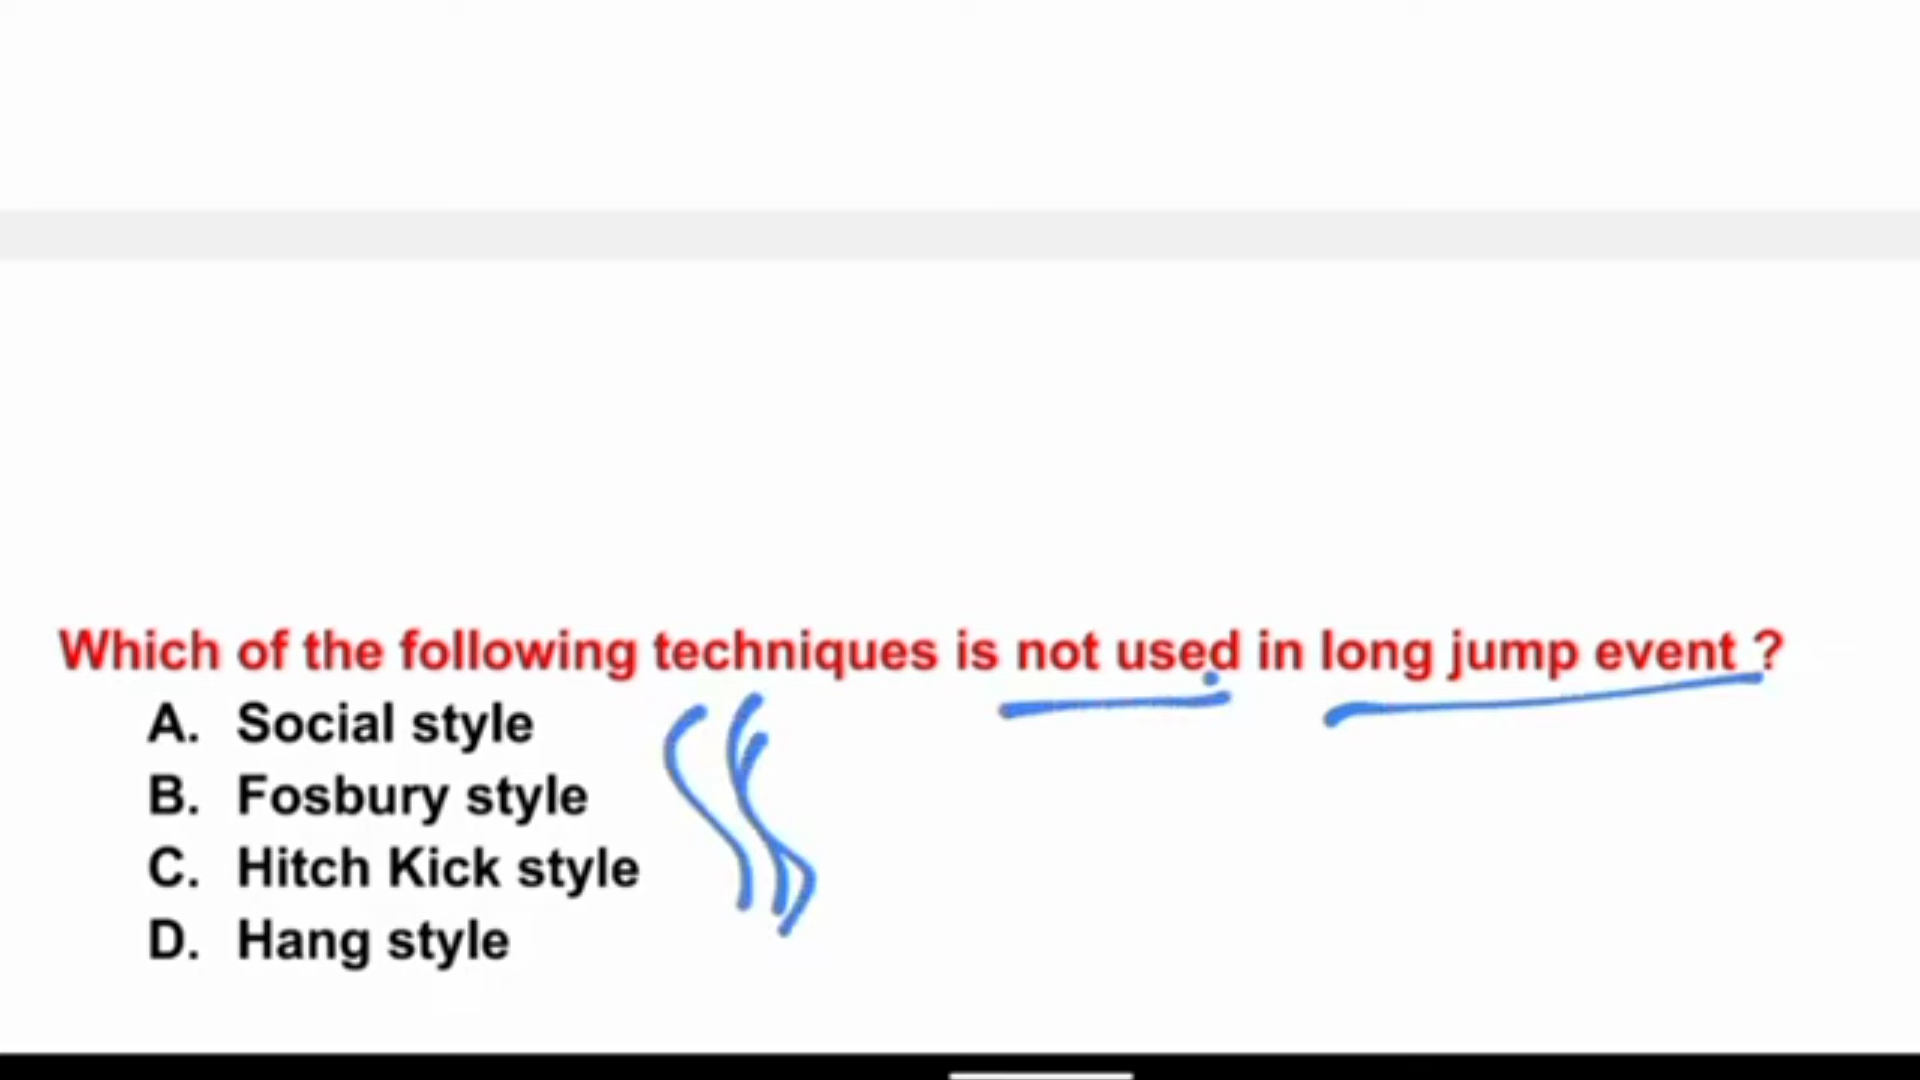 Which of the following techniques is not used in long jump event ?
A. Social style
B. Fosbury style
C. Hitch Kick style
D. Hang style